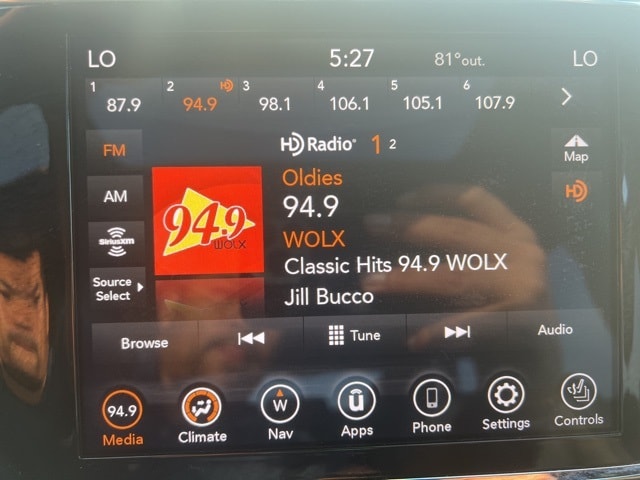 LO 5:27 81°out. LO
1 2 HD 3 4 5 6
87.9 94.9 98.1 106.1 105.1 107.9
FM HD Radio™ 1 2 Map
AM
SiriusXM
Source
Select
94.9
WOLX
Oldies
94.9
WOLX
Classic Hits 94.9 WOLX
Jill Bucco
HD
Browse Tune Audio
94.9 W u
Media Climate Nav Apps Phone Settings Controls